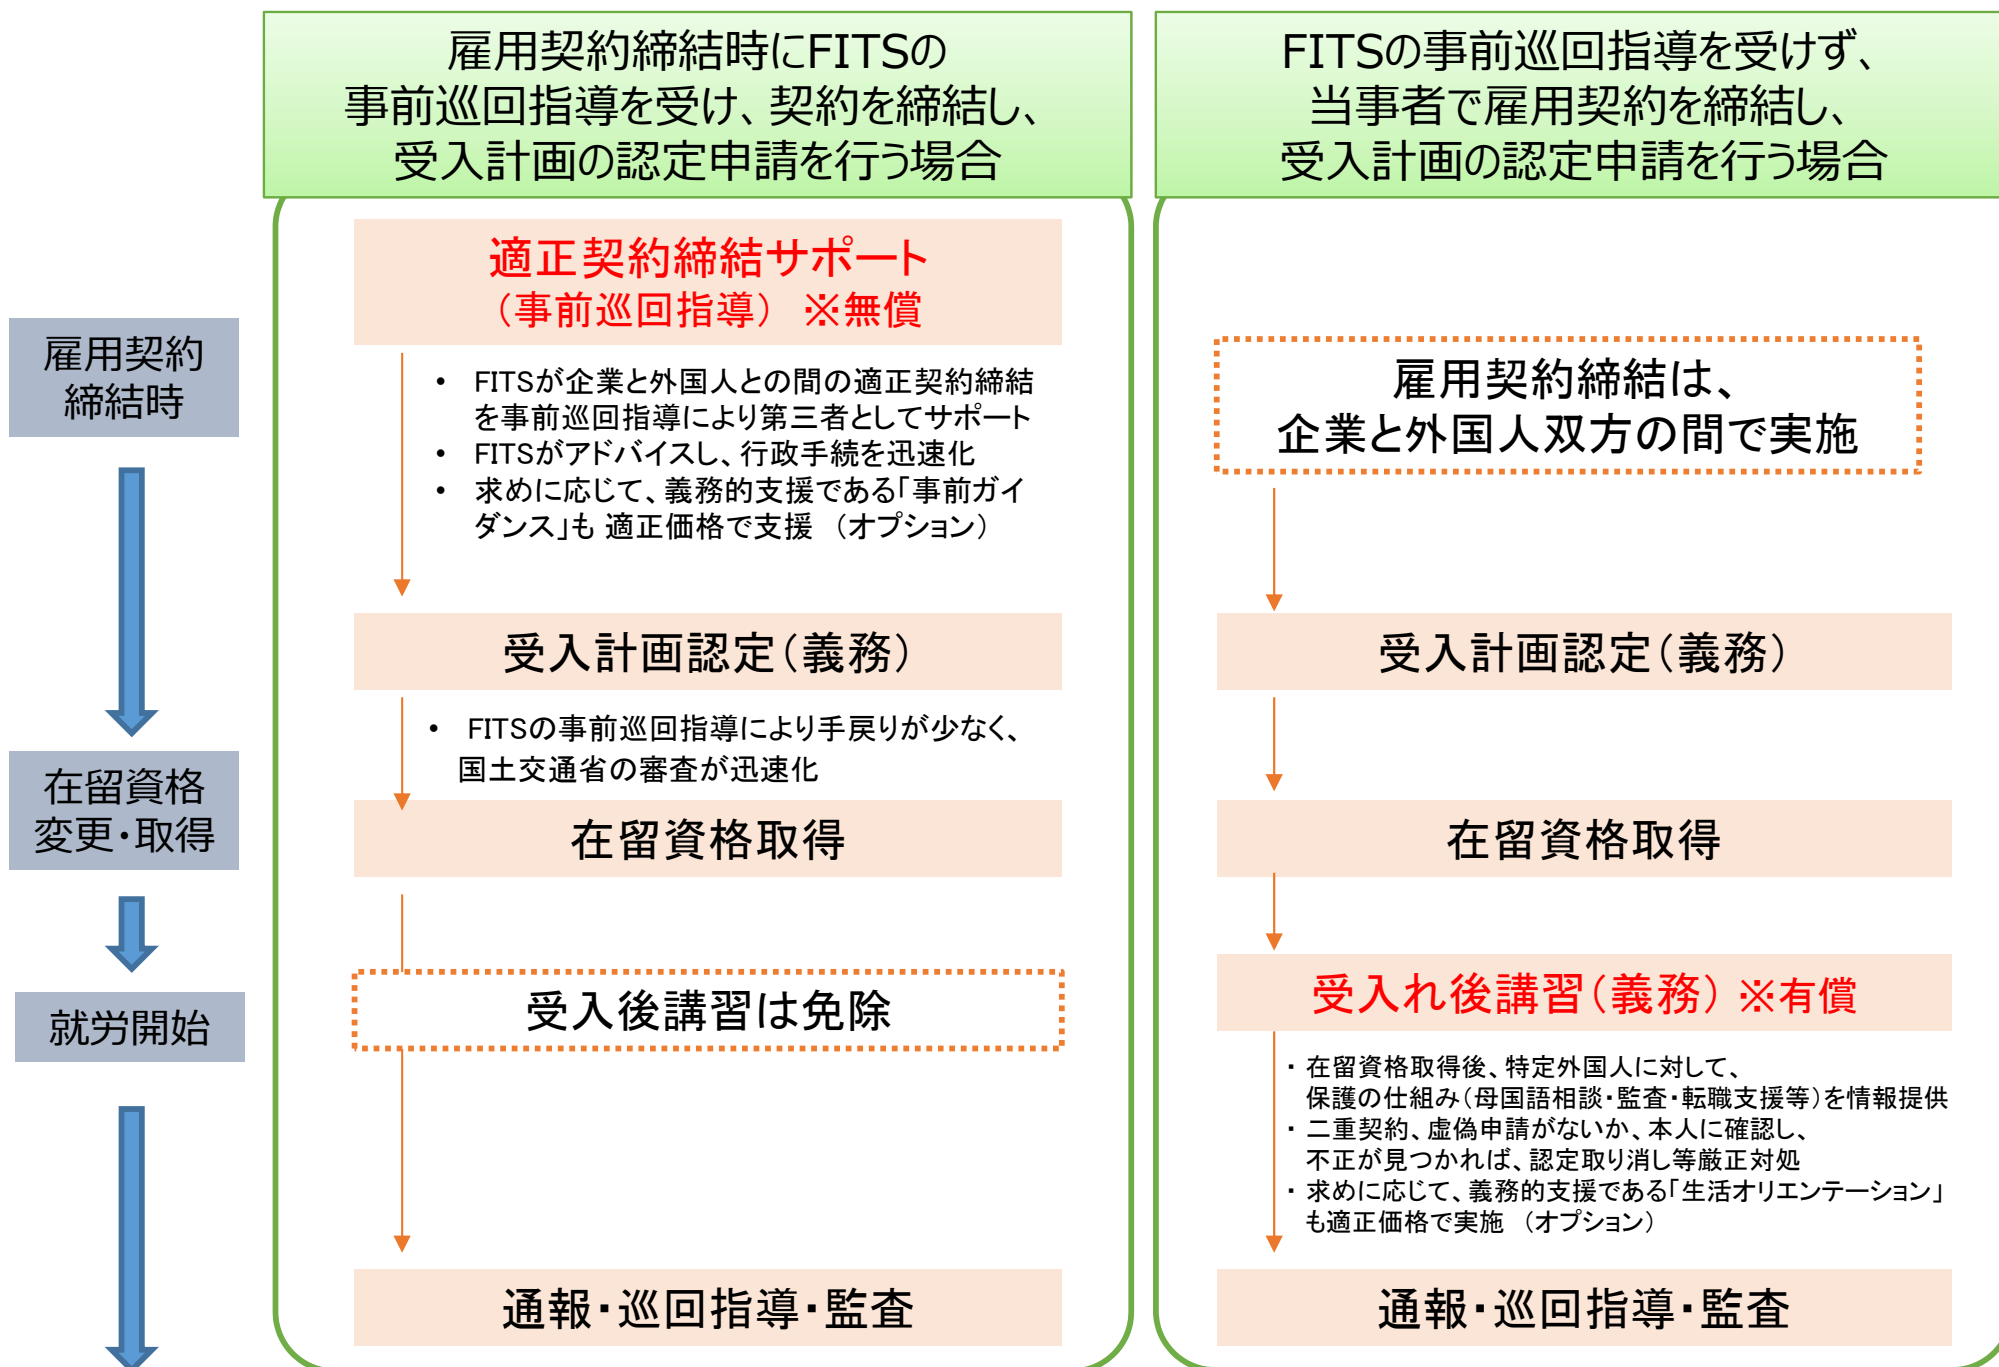 雇用契約締結時にFITSの
事前巡回指導を受け、契約を締結し、
受入計画の認定申請を行う場合
FITSの事前巡回指導を受けず、
当事者で雇用契約を締結し、
受入計画の認定申請を行う場合
雇用契約
締結時
在留資格
変更・取得
就労開始
適正契約締結サポート
（事前巡回指導） ※無償
• FITSが企業と外国人との間の適正契約締結
を事前巡回指導により第三者としてサポート
• FITSがアドバイスし、行政手続を迅速化
• 求めに応じて、義務的支援である「事前ガイ
ダンス」も 適正価格で支援 （オプション）
受入計画認定（義務）
• FITSの事前巡回指導により手戻りが少なく、
国土交通省の審査が迅速化
在留資格取得
受入後講習は免除
通報・巡回指導・監査
雇用契約締結は、
企業と外国人双方の間で実施
受入計画認定（義務）
在留資格取得
受入れ後講習（義務） ※有償
・ 在留資格取得後、特定外国人に対して、
保護の仕組み（母国語相談・監査・転職支援等）を情報提供
・ 二重契約、虚偽申請がないか、本人に確認し、
不正が見つかれば、認定取り消し等厳正対処
・ 求めに応じて、義務的支援である「生活オリエンテーション」
も適正価格で実施 （オプション）
通報・巡回指導・監査